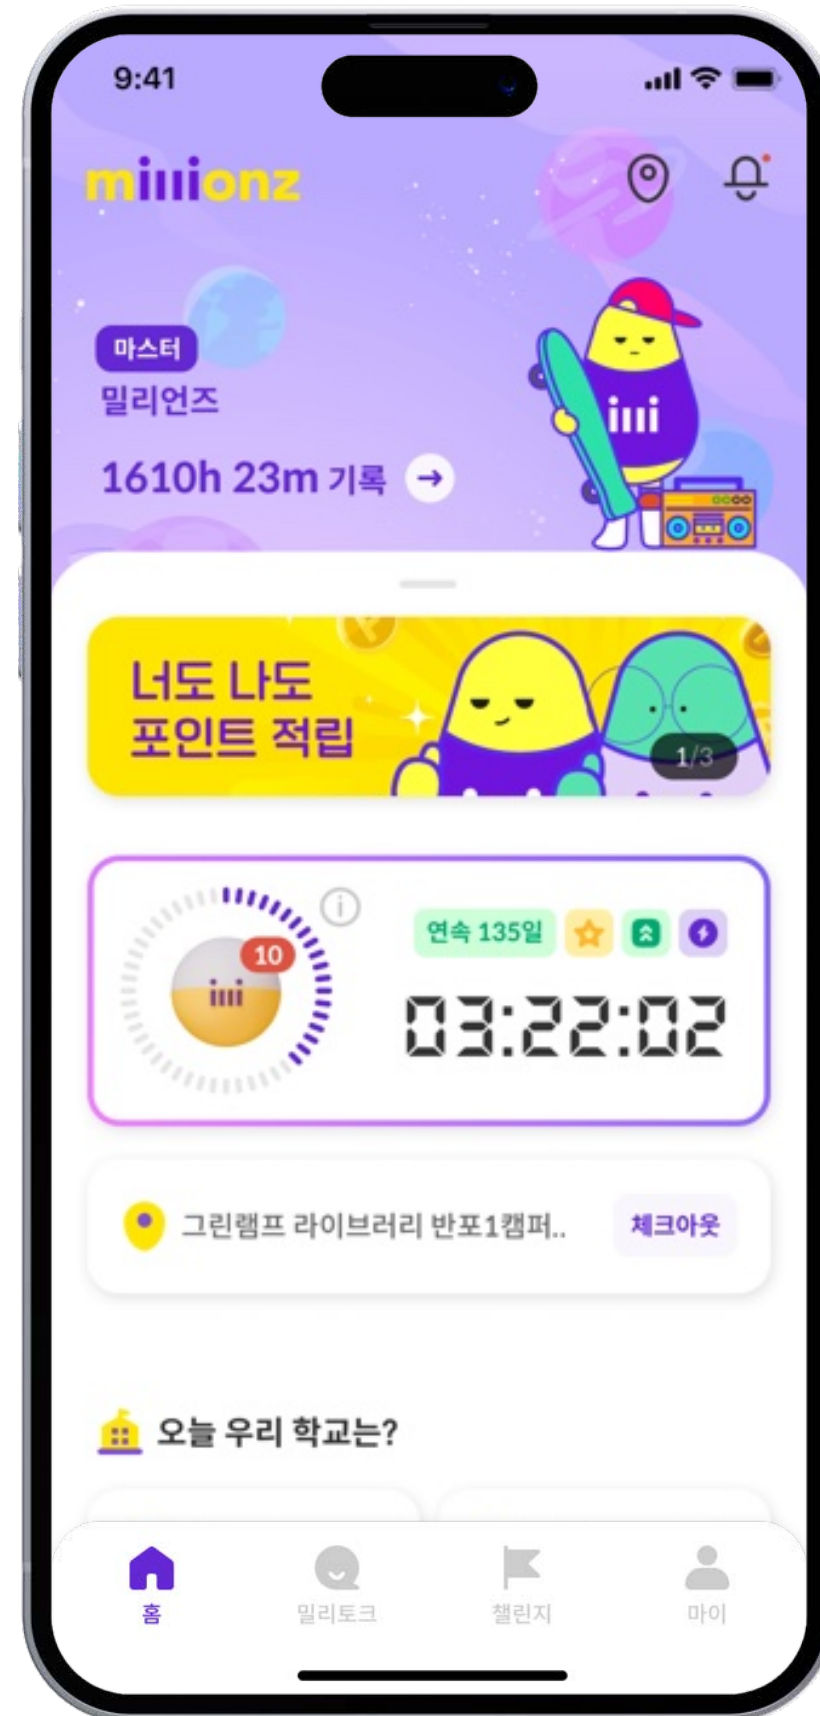 9:41
millionz
마스터
밀리언즈
1610h 23m 기록
너도 나도
포인트 적립
1/3
10
연속 135일
03:22:02
그린램프 라이브러리 반포1캠퍼..
체크아웃
오늘 우리 학교는?
홈
밀리토크
챌린지
마이